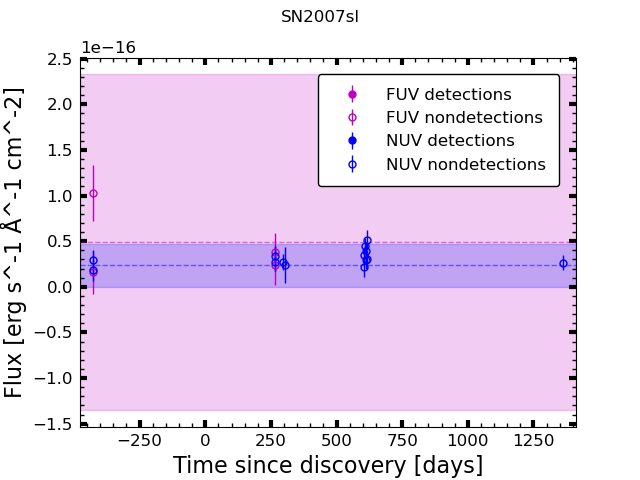 SN2007sl
1e−16
2.5
2.0
1.5
1.0
0.5
0.0
−0.5
−1.0
−1.5
Flux [erg s^-1 Å^-1 cm^-2]
FUV detections
FUV nondetections
NUV detections
NUV nondetections
−250 0 250 500 750 1000 1250
Time since discovery [days]